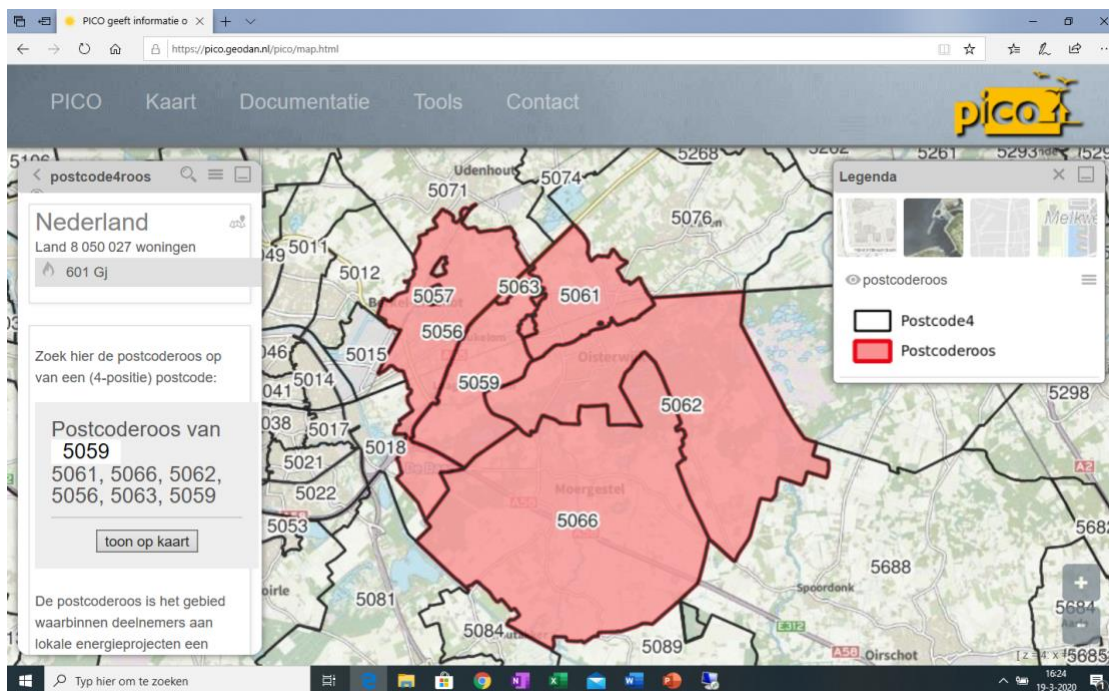 PICO geeft informatie o
https://pico.geodan.nl/pico/map.html
PICO Kaart Documentatie Tools Contact
pico
postcode4roos
Nederland
Land 8 050 027 woningen
601 Gj
Zoek hier de postcoderoos op
van een (4-positie) postcode:
Postcoderoos van
5059
5061, 5066, 5062,
5056, 5063, 5059
toon op kaart
De postcoderoos is het gebied
waarbinnen deelnemers aan
lokale energieprojecten een
Legenda
postcoderoos
Postcode4
Postcoderoos
5268
5261
5293
Udenhout
5074
5071
5076
5011
5012
5063
5061
5057
5056
Oisterwijk
5015
5014
5059
5062
5298
5017
5018
5021
5022
A2
Moergestel
5066
5053
5688
5081
Spoordonk
5684
5084
E312
5089
A58
Oirschot
5685
Typ hier om te zoeken
16:24
19-3-2020